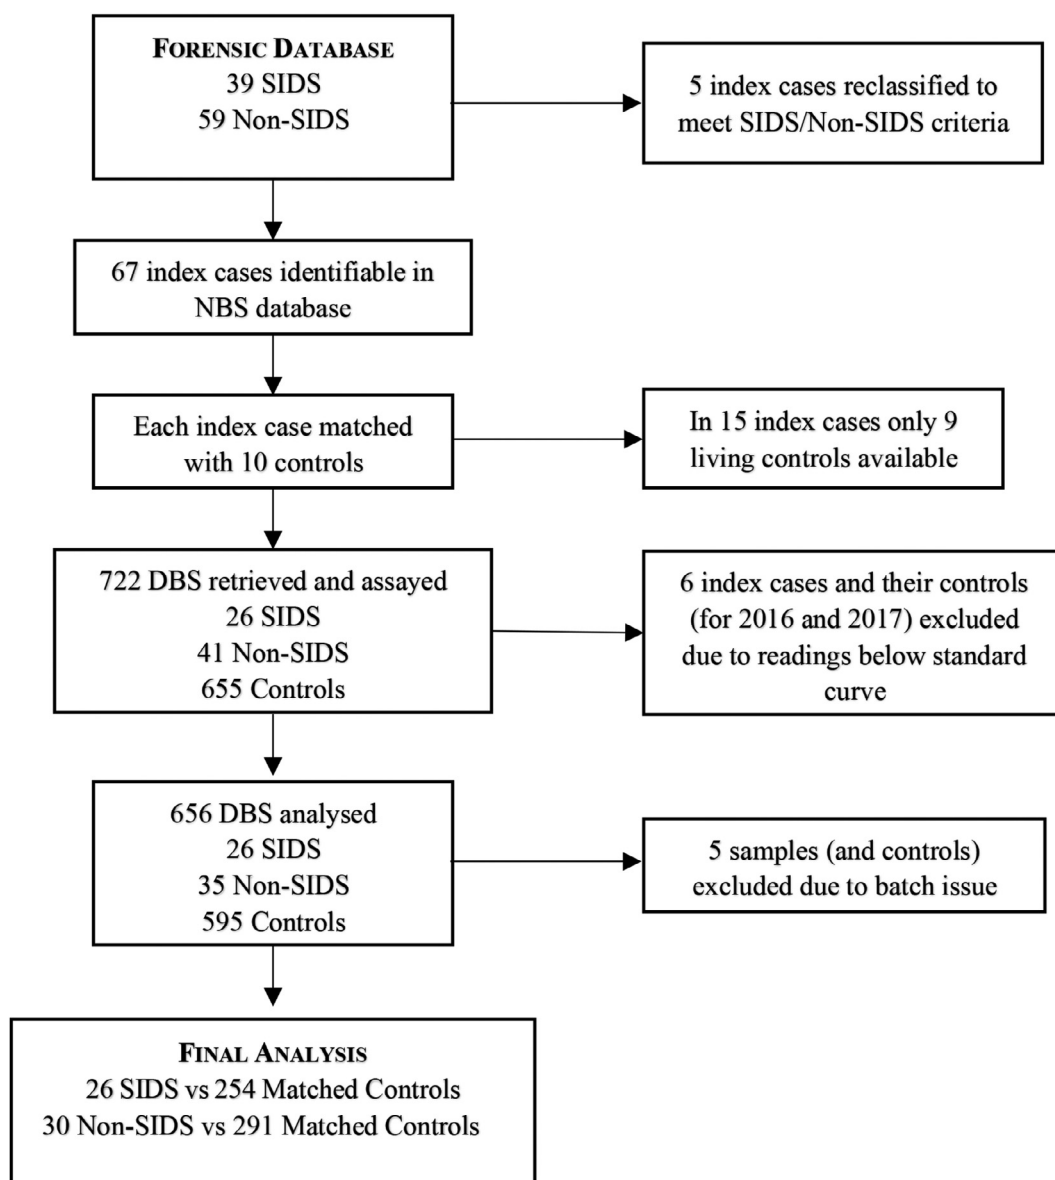 FORENSIC DATABASE
39 SIDS
59 Non-SIDS
5 index cases reclassified to
meet SIDS/Non-SIDS criteria
67 index cases identifiable in
NBS database
Each index case matched
with 10 controls
In 15 index cases only 9
living controls available
722 DBS retrieved and assayed
26 SIDS
41 Non-SIDS
655 Controls
6 index cases and their controls
(for 2016 and 2017) excluded
due to readings below standard
curve
656 DBS analysed
26 SIDS
35 Non-SIDS
595 Controls
5 samples (and controls)
excluded due to batch issue
FINAL ANALYSIS
26 SIDS vs 254 Matched Controls
30 Non-SIDS vs 291 Matched Controls